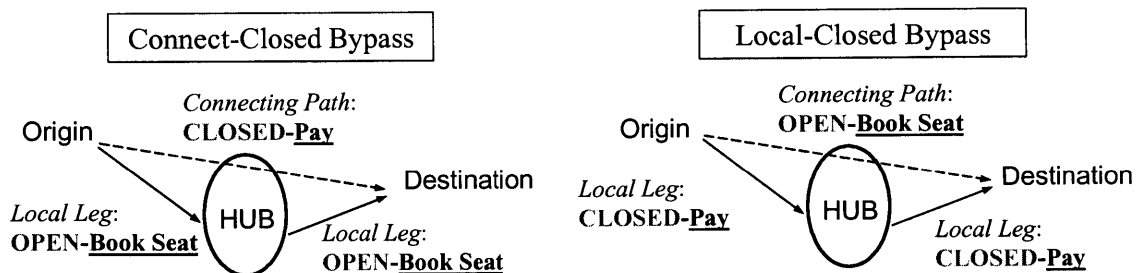 Connect-Closed Bypass
Connecting Path:
CLOSED-Pay
Origin
Destination
Local Leg:
OPEN-Book Seat
HUB
Local Leg:
OPEN-Book Seat
Local-Closed Bypass
Connecting Path:
OPEN-Book Seat
Origin
Destination
Local Leg:
CLOSED-Pay
HUB
Local Leg:
CLOSED-Pay